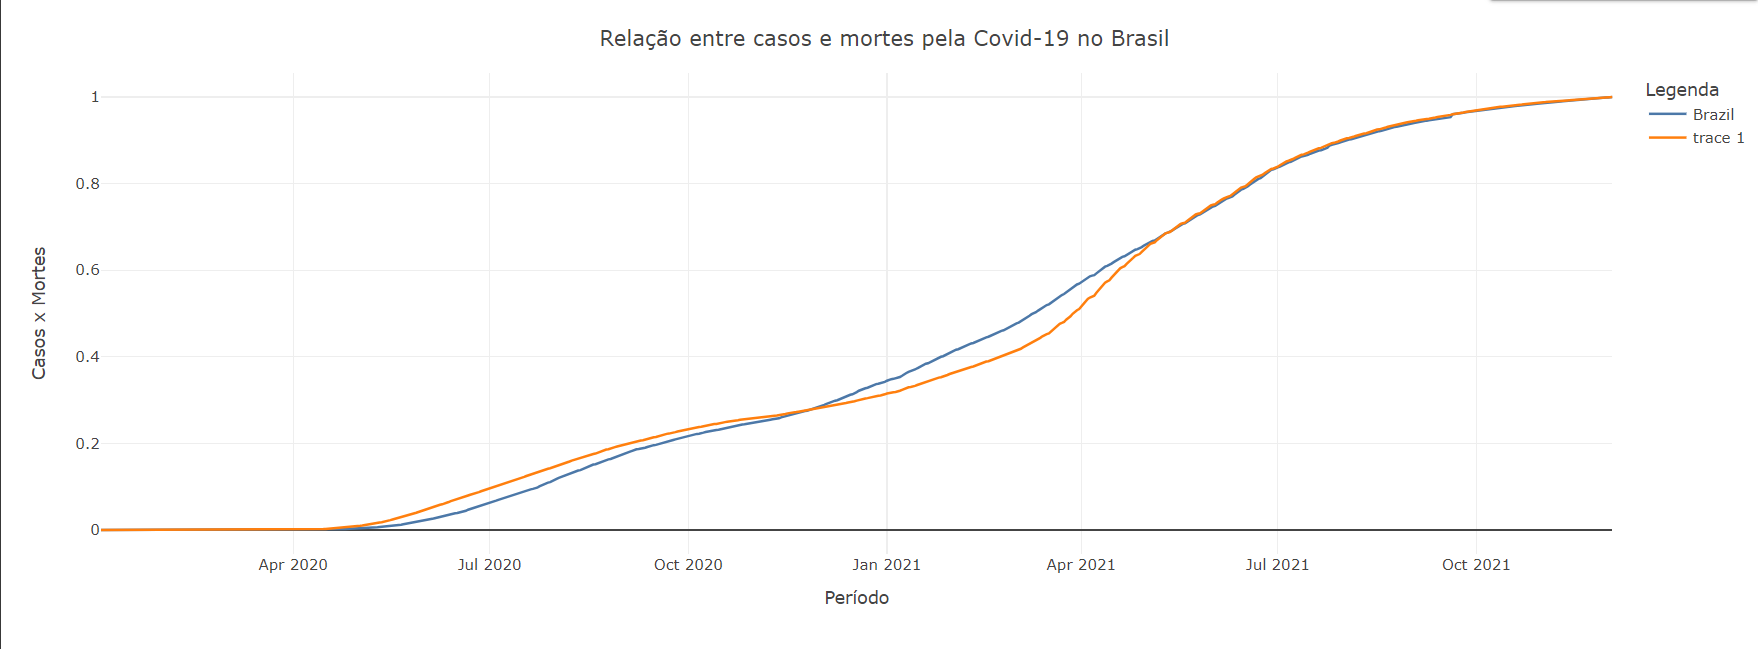 Relação entre casos e mortes pela Covid-19 no Brasil
Legenda
Brazil
trace 1
Casos x Mortes
1
0.8
0.6
0.4
0.2
0
Apr 2020
Jul 2020
Oct 2020
Jan 2021
Apr 2021
Jul 2021
Oct 2021
Período